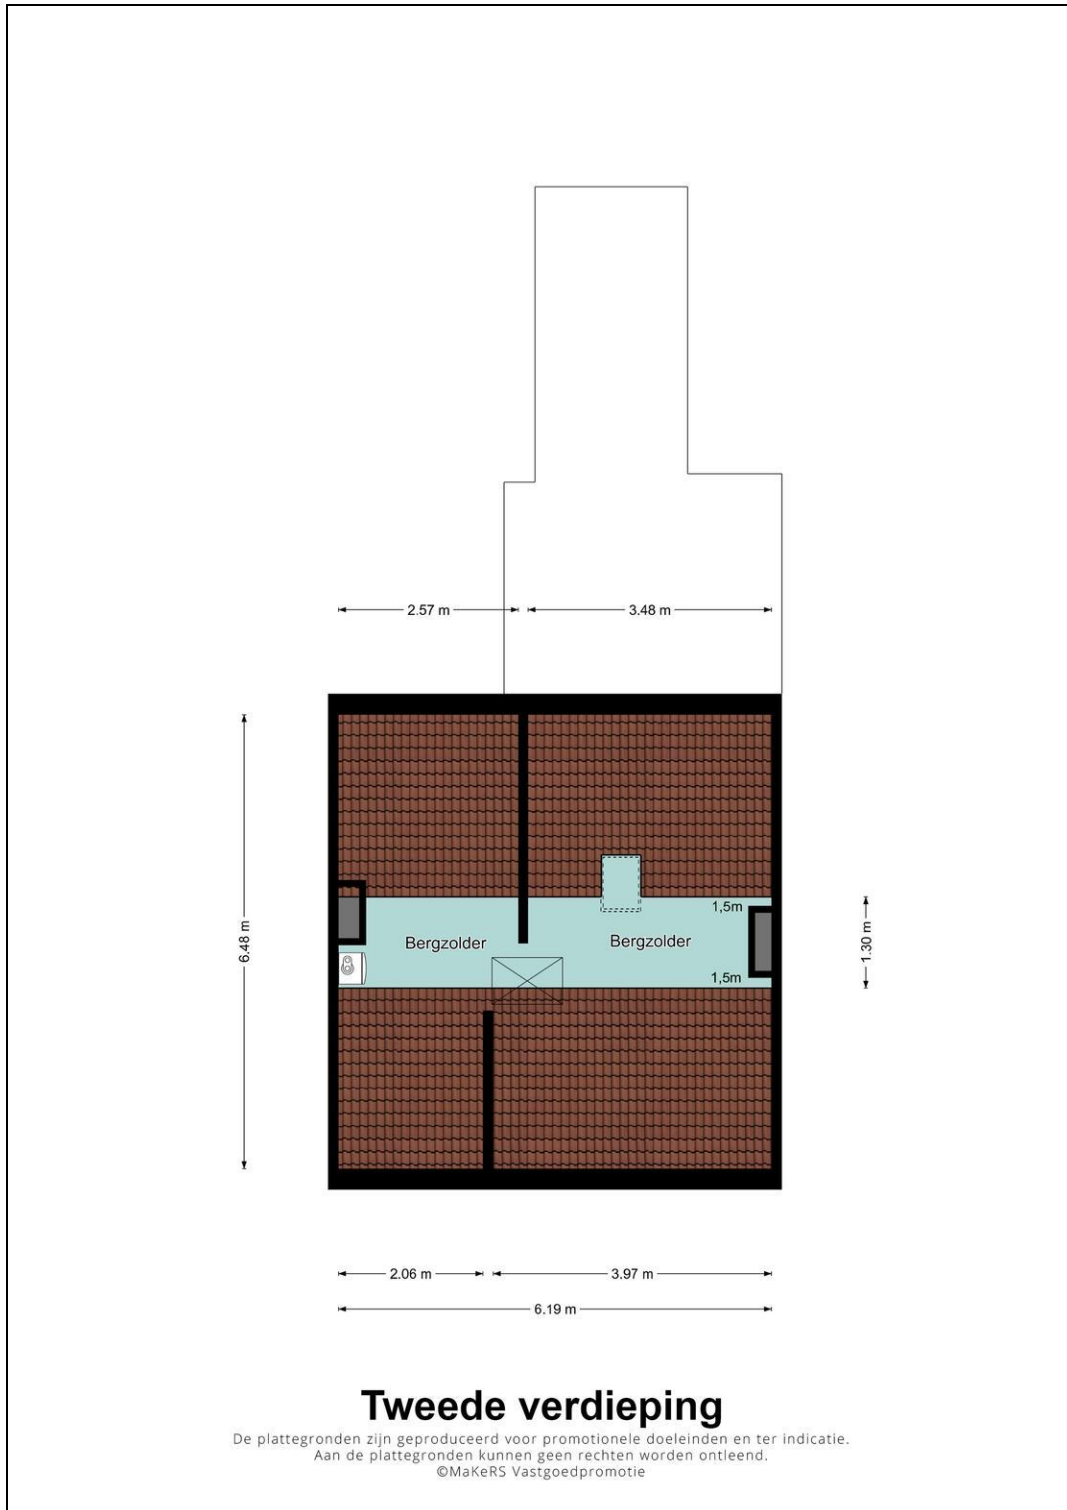 2.57 m
3.48 m
1,5m
6.48 m
Bergzolder
Bergzolder
1.30 m
1,5m
2.06 m
3.97 m
6.19 m
Tweede verdieping
De plattegronden zijn geproduceerd voor promotionele doeleinden en ter indicatie.
Aan de plattegronden kunnen geen rechten worden ontleend.
©MaKeRS Vastgoedpromotie